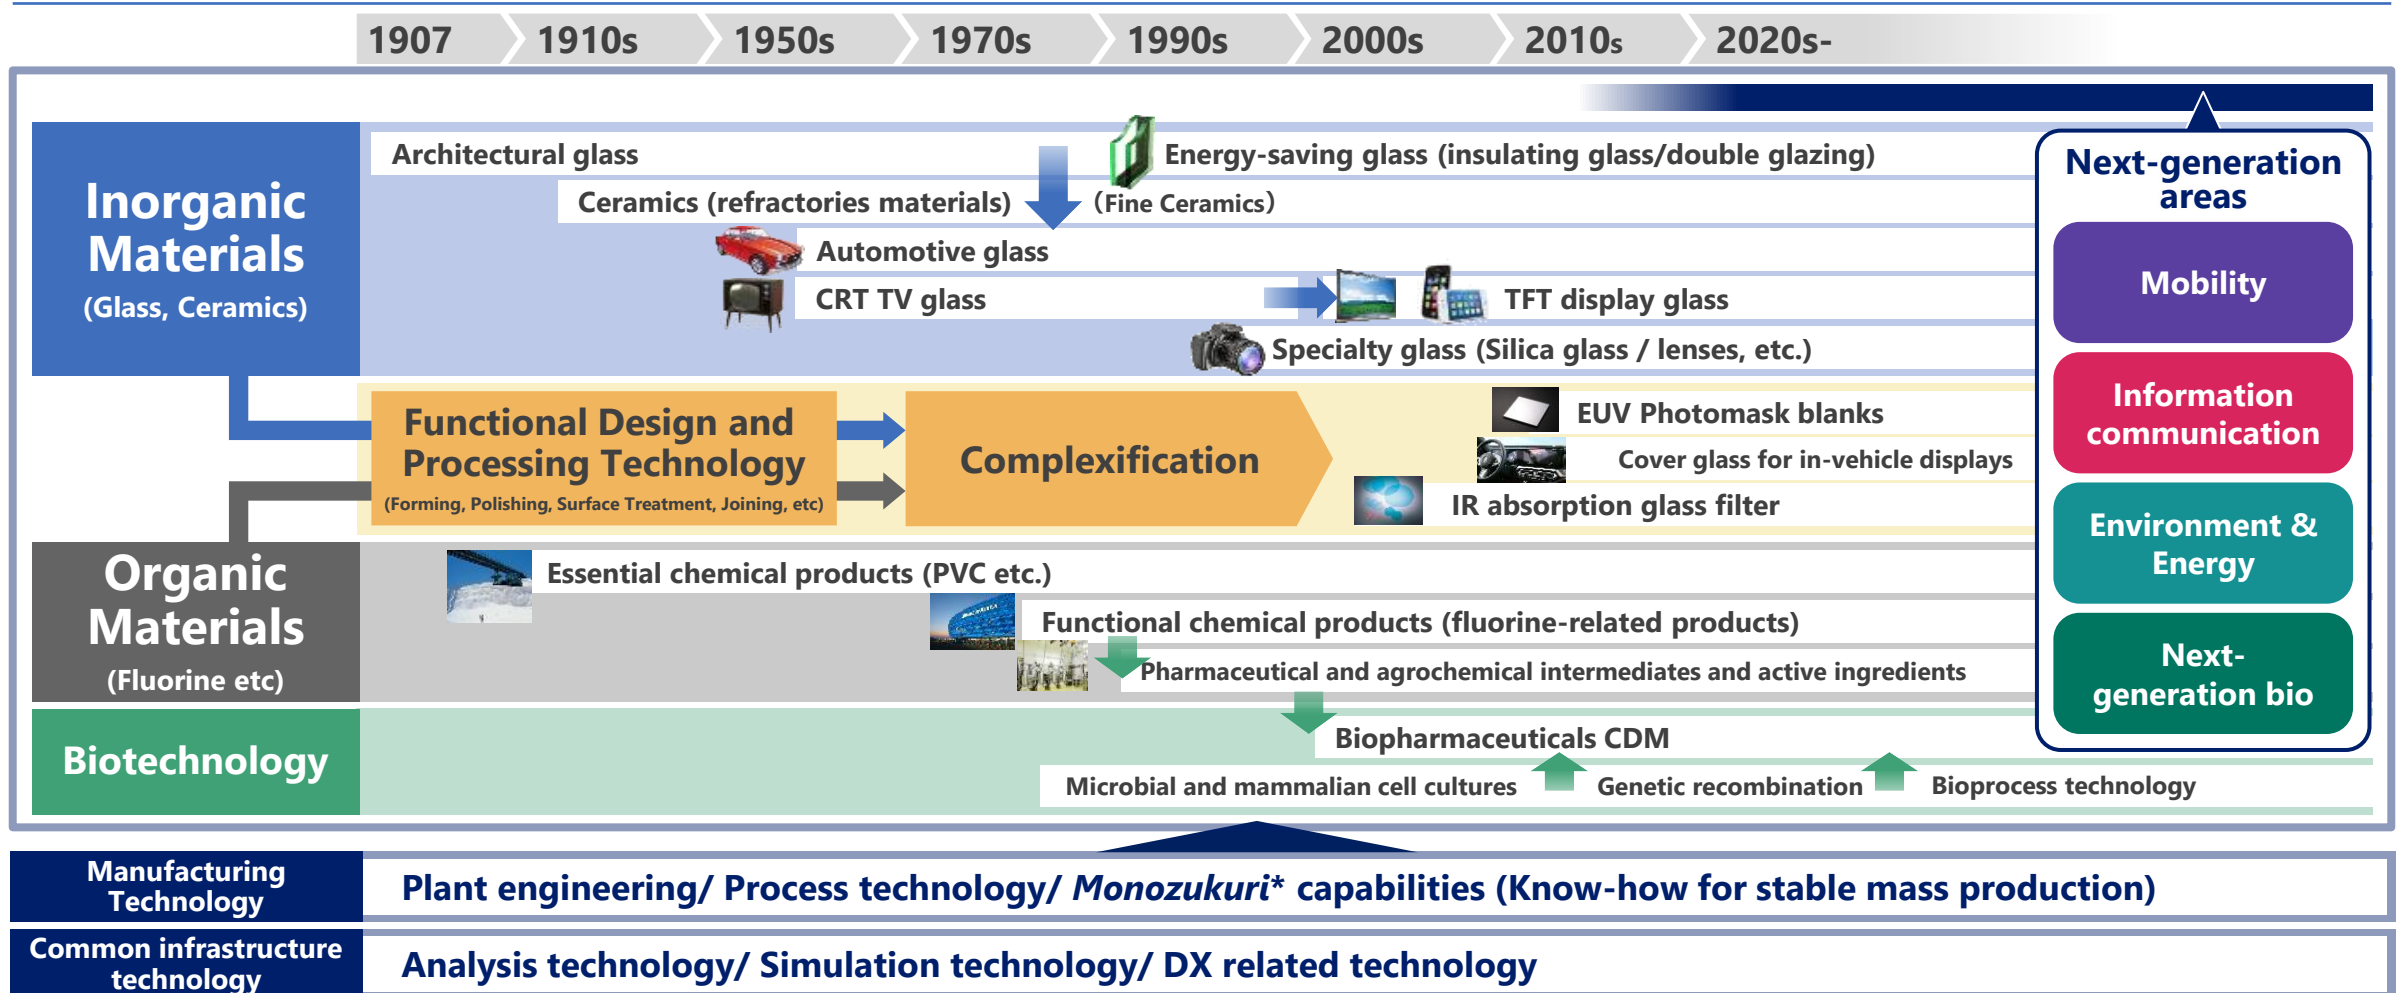 1907
1910s
1950s
1970s
1990s
2000s
2010s
2020s-
Inorganic
Materials
(Glass, Ceramics)
Architectural glass
Energy-saving glass (insulating glass/double glazing)
Ceramics (refractories materials)
(Fine Ceramics)
Automotive glass
CRT TV glass
TFT display glass
Specialty glass (Silica glass / lenses, etc.)
Functional Design and
Processing Technology
(Forming, Polishing, Surface Treatment, Joining, etc)
Complexification
EUV Photomask blanks
Cover glass for in-vehicle displays
IR absorption glass filter
Organic
Materials
(Fluorine etc)
Essential chemical products (PVC etc.)
Functional chemical products (fluorine-related products)
Pharmaceutical and agrochemical intermediates and active ingredients
Biotechnology
Biopharmaceuticals CDM
Microbial and mammalian cell cultures
Genetic recombination
Bioprocess technology
Next-generation
areas
Mobility
Information
communication
Environment &
Energy
Next-
generation bio
Manufacturing
Technology
Plant engineering/ Process technology/ Monozukuri* capabilities (Know-how for stable mass production)
Common infrastructure
technology
Analysis technology/ Simulation technology/ DX related technology